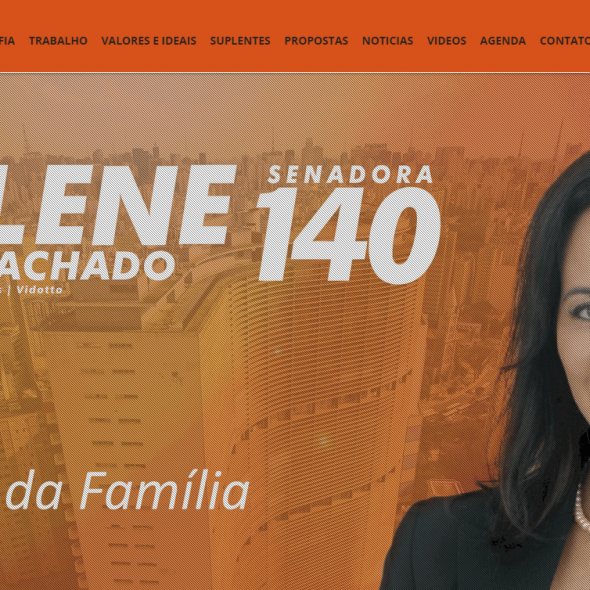 FIA TRABALHO VALORES E IDEAIS SUPLENTES PROPOSTAS NOTICIAS VIDEOS AGENDA CONTATO
LENE
SENADORA
140
ACHADO
s | Vidotto
da Família